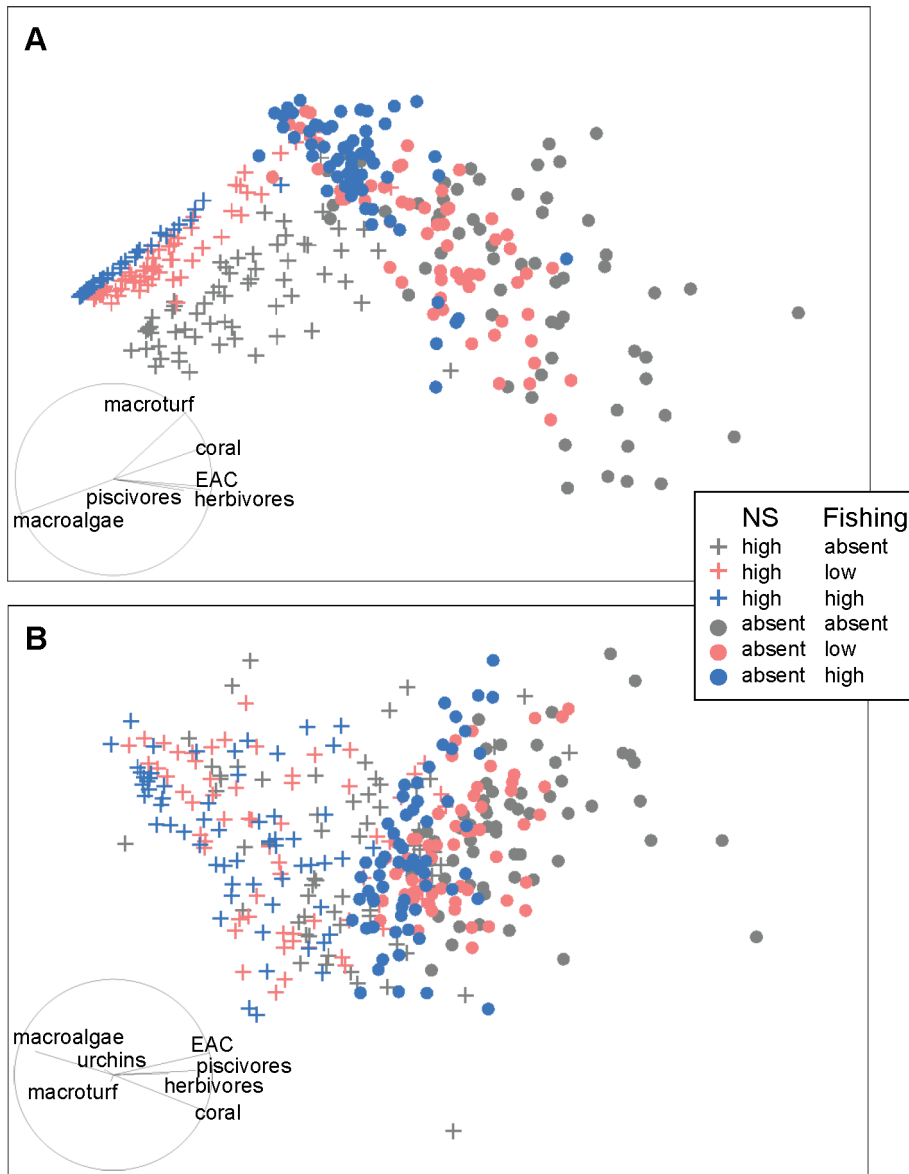 A
macroturf
coral
EAC
piscivores herbivores
macroalgae
NS Fishing
high absent
high low
high high
absent absent
absent low
absent high
B
macroalgae
urchins
EAC
piscivores
herbivores
macroturf
coral